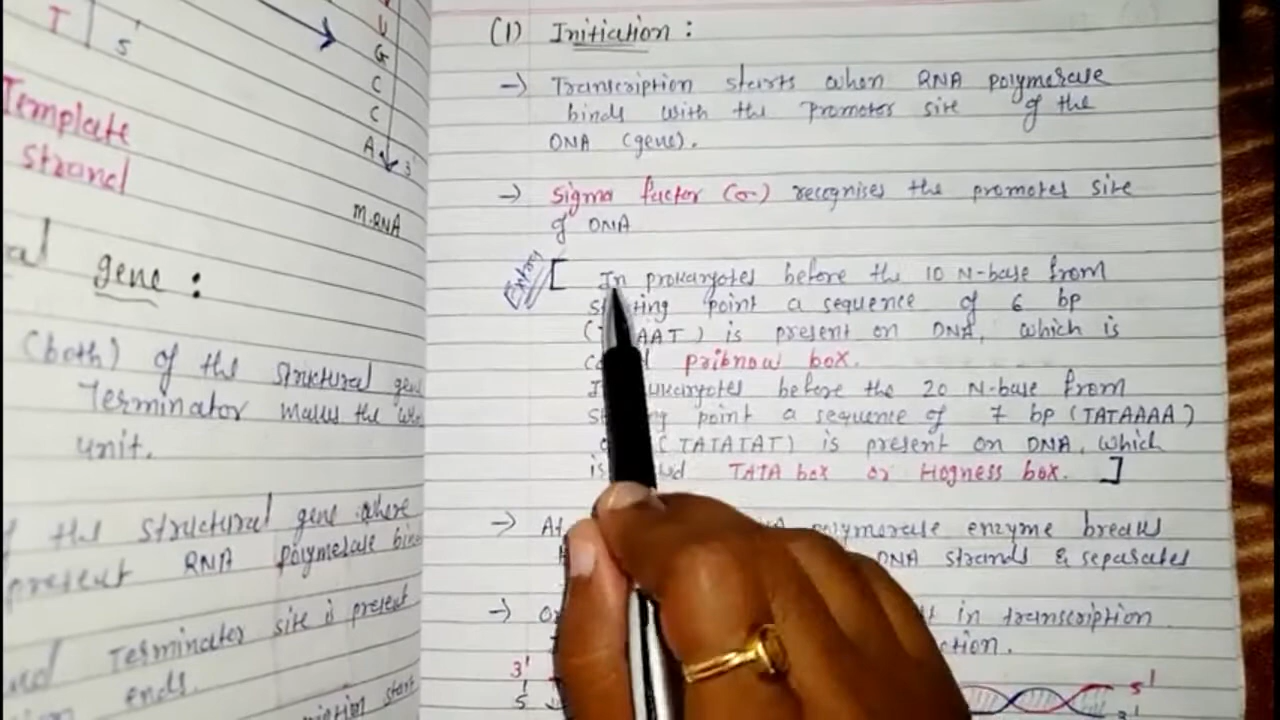 T 5'
U
G
C
C
A 3'
Template
strand
m-RNA
gene :
(both) of the structural gene
Terminator makes the
unit.
the structural gene where
present RNA polymerase
Terminator site is present
ends.
start
(1) Initiation :
→ Transcription starts when RNA polymerase
binds with the promoter site of the
DNA (gene).
→ Sigma factor (σ) recognises the promoter site
of DNA
Extra [ In prokaryotes before the 10 N-base from
point a sequence of 6 bp
AAT) is present on DNA, which is
pribnow box.
before the 20 N-base from
point a sequence of 7 bp (TATAAAA)
(TATATAT) is present on DNA, which
is TATA box or Hogness box. ]
→ polymerase enzyme breaks
DNA strands & separates
→ in transcription
3' 5'
5' 3'